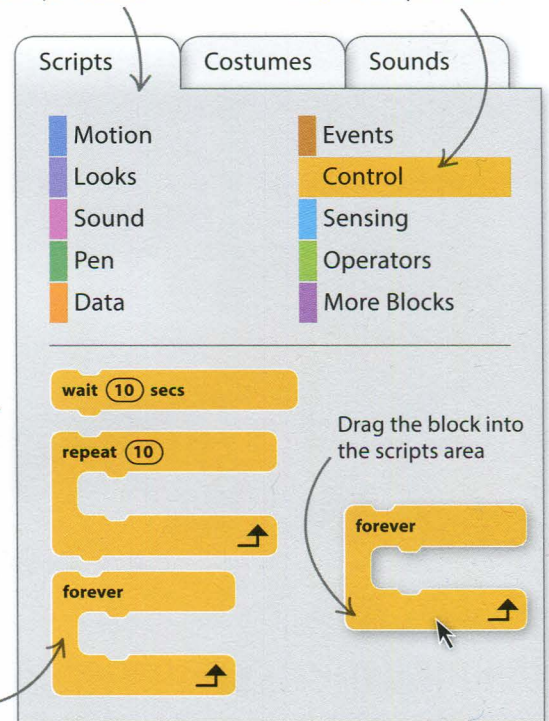 Scripts
Costumes
Sounds
Motion
Looks
Sound
Pen
Data
Events
Control
Sensing
Operators
More Blocks
wait 10 secs
repeat 10
forever
Drag the block into
the scripts area
forever